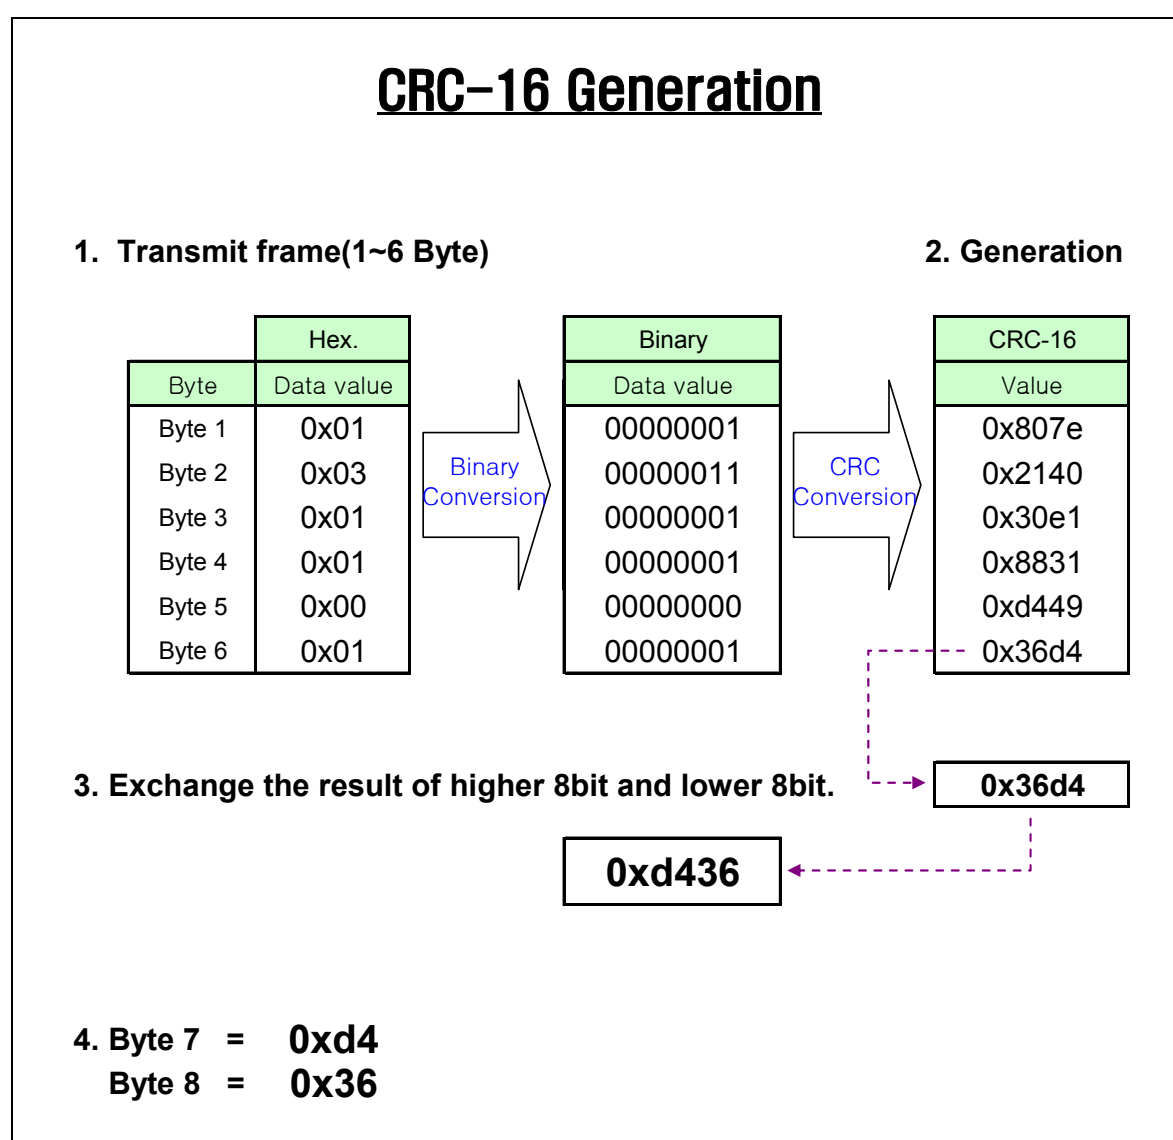 CRC-16 Generation
1. Transmit frame(1~6 Byte)
2. Generation
Hex. Binary CRC-16
Byte Data value Data value Value
Byte 1 0x01 00000001 0x807e
Byte 2 0x03 00000011 0x2140
Byte 3 0x01 00000001 0x30e1
Byte 4 0x01 00000001 0x8831
Byte 5 0x00 00000000 0xd449
Byte 6 0x01 00000001 0x36d4
Binary
Conversion
CRC
Conversion
3. Exchange the result of higher 8bit and lower 8bit.
0x36d4
0xd436
4. Byte 7 = 0xd4
Byte 8 = 0x36